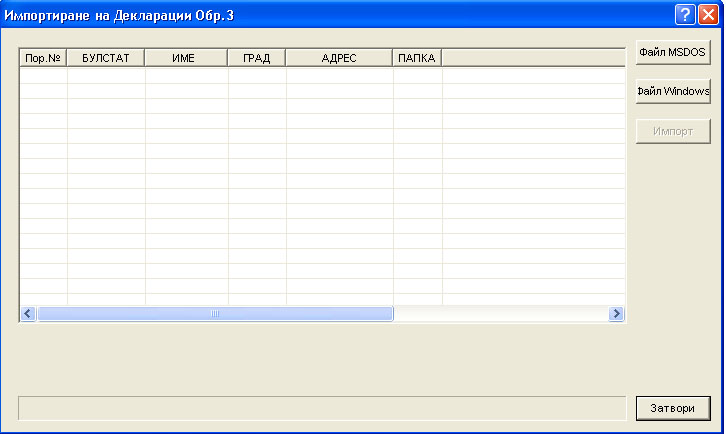 Импортиране на Декларации Обр.3
Пор.№ БУЛСТАТ ИМЕ ГРАД АДРЕС ПАПКА
Файл MSDOS
Файл Windows
Импорт
Затвори